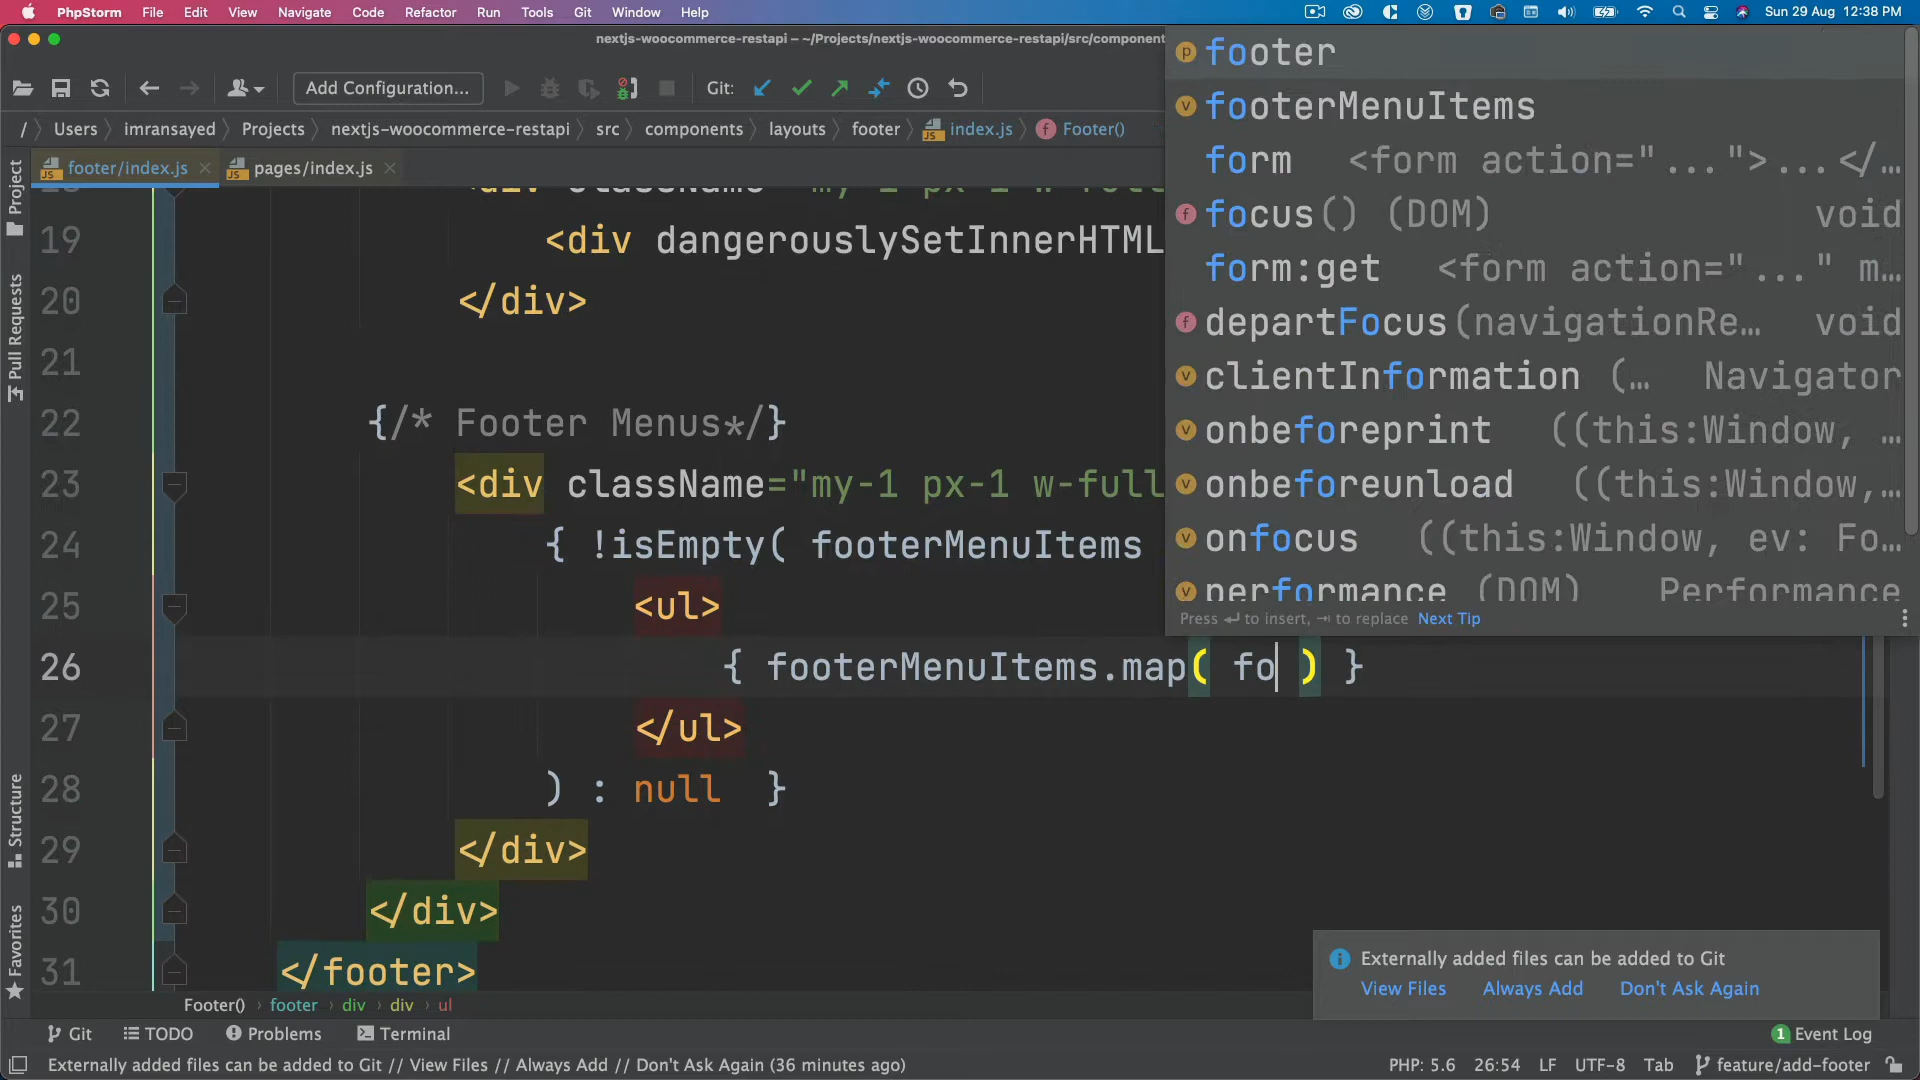 PhpStorm File Edit View Navigate Code Refactor Run Tools Git Window Help Sun 29 Aug 12:38 PM
nextjs-woocommerce-restapi – ~/Projects/nextjs-woocommerce-restapi/src/component
Add Configuration... Git:
/ Users imransayed Projects nextjs-woocommerce-restapi src components layouts footer index.js Footer()
footer/index.js pages/index.js
Project
Pull Requests
Structure
Favorites
footer
footerMenuItems
form <form action="...">...</…
focus() (DOM) void
form:get <form action="..." m…
departFocus(navigationRe… void
clientInformation (… Navigator
onbeforeprint ((this:Window, …
onbeforeunload ((this:Window,…
onfocus ((this:Window, ev: Fo…
performance (DOM) Performance
Press ↵ to insert, ⇥ to replace Next Tip
19 <div dangerouslySetInnerHTML
20 </div>
21
22 {/* Footer Menus*/}
23 <div className="my-1 px-1 w-full
24 { !isEmpty( footerMenuItems
25 <ul>
26 { footerMenuItems.map( fo ) }
27 </ul>
28 ) : null }
29 </div>
30 </div>
31 </footer>
Externally added files can be added to Git
View Files Always Add Don't Ask Again
Footer() footer div div ul
Git TODO Problems Terminal 1 Event Log
Externally added files can be added to Git // View Files // Always Add // Don't Ask Again (36 minutes ago) PHP: 5.6 26:54 LF UTF-8 Tab feature/add-footer